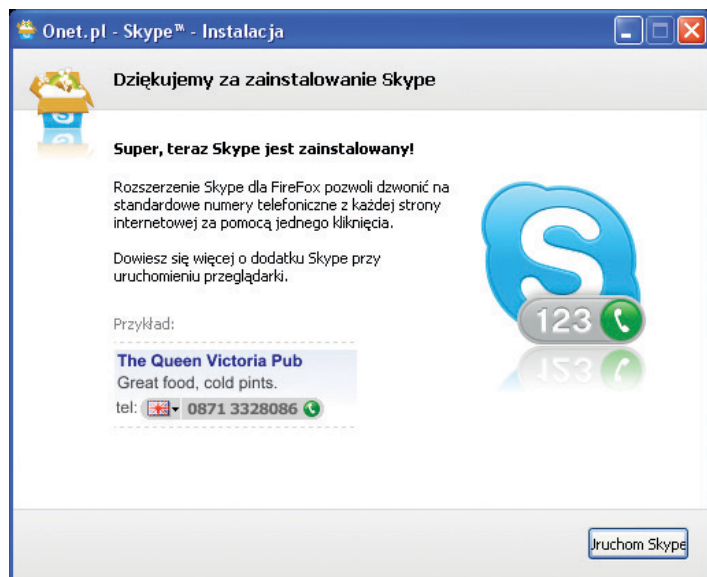 Onet.pl - Skype™ - Instalacja
Dziękujemy za zainstalowanie Skype
Super, teraz Skype jest zainstalowany!
Rozszerzenie Skype dla FireFox pozwoli dzwonić na
standardowe numery telefoniczne z każdej strony
internetowej za pomocą jednego kliknięcia.
Dowiesz się więcej o dodatku Skype przy
uruchomieniu przeglądarki.
Przykład:
The Queen Victoria Pub
Great food, cold pints.
tel: 0871 3328086
S
123
Uruchom Skype